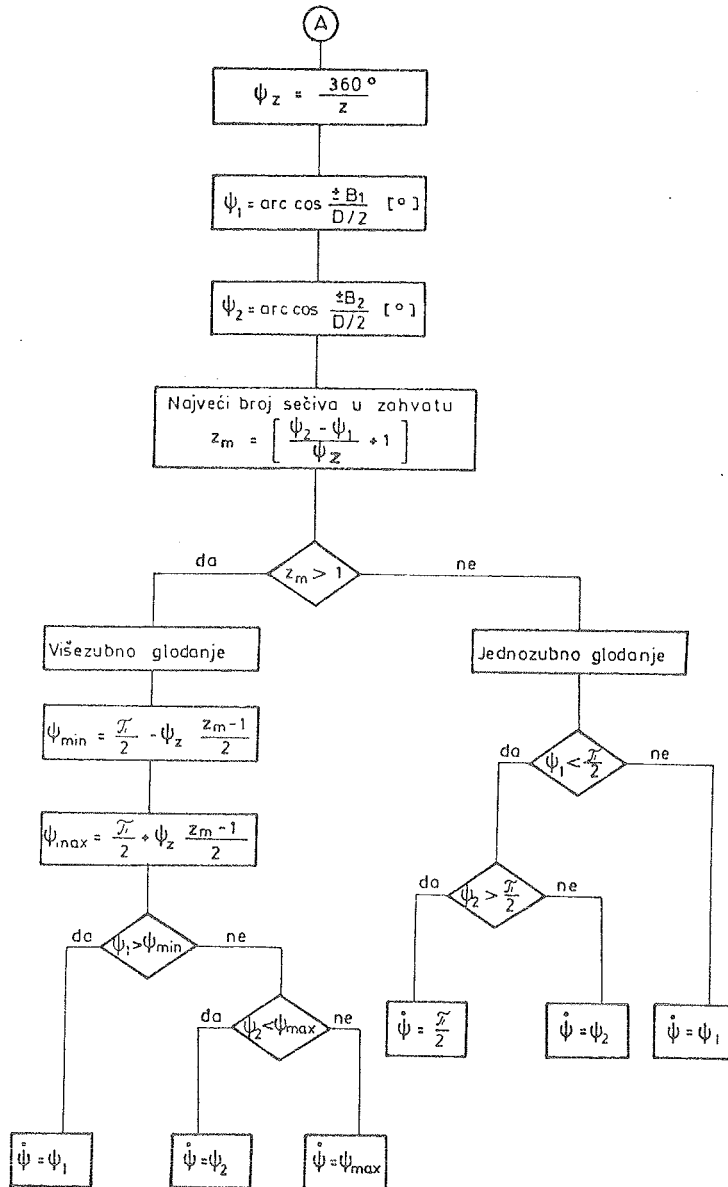 A
ψz = 360° / z
ψ1 = arc cos ±B1 / D/2 [°]
ψ2 = arc cos ±B2 / D/2 [°]
Najveći broj sečiva u zahvatu
zm = [ ψ2 - ψ1 / ψz + 1 ]
da
zm > 1
ne
Višezubno glodanje
Jednozubno glodanje
ψmin = π/2 - ψz zm-1 / 2
da
ψ1 < π/2
ne
ψmax = π/2 + ψz zm-1 / 2
da
ψ2 > π/2
ne
da
ψ1 > ψmin
ne
da
ψ2 < ψmax
ne
ψ̇ = π/2
ψ̇ = ψ2
ψ̇ = ψ1
ψ̇ = ψ1
ψ̇ = ψ2
ψ̇ = ψmax